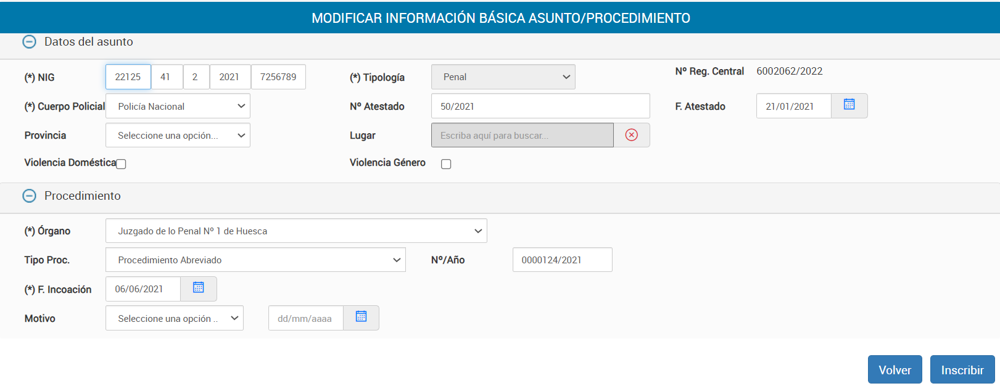 MODIFICAR INFORMACIÓN BÁSICA ASUNTO/PROCEDIMIENTO
Datos del asunto
(*) NIG 22125 41 2 2021 7256789 (*) Tipología Penal Nº Reg. Central 6002062/2022
(*) Cuerpo Policial Policía Nacional Nº Atestado 50/2021 F. Atestado 21/01/2021
Provincia Seleccione una opción... Lugar Escriba aquí para buscar...
Violencia Doméstica Violencia Género
Procedimiento
(*) Órgano Juzgado de lo Penal Nº 1 de Huesca
Tipo Proc. Procedimiento Abreviado Nº/Año 0000124/2021
(*) F. Incoación 06/06/2021
Motivo Seleccione una opción .. dd/mm/aaaa
Volver Inscribir